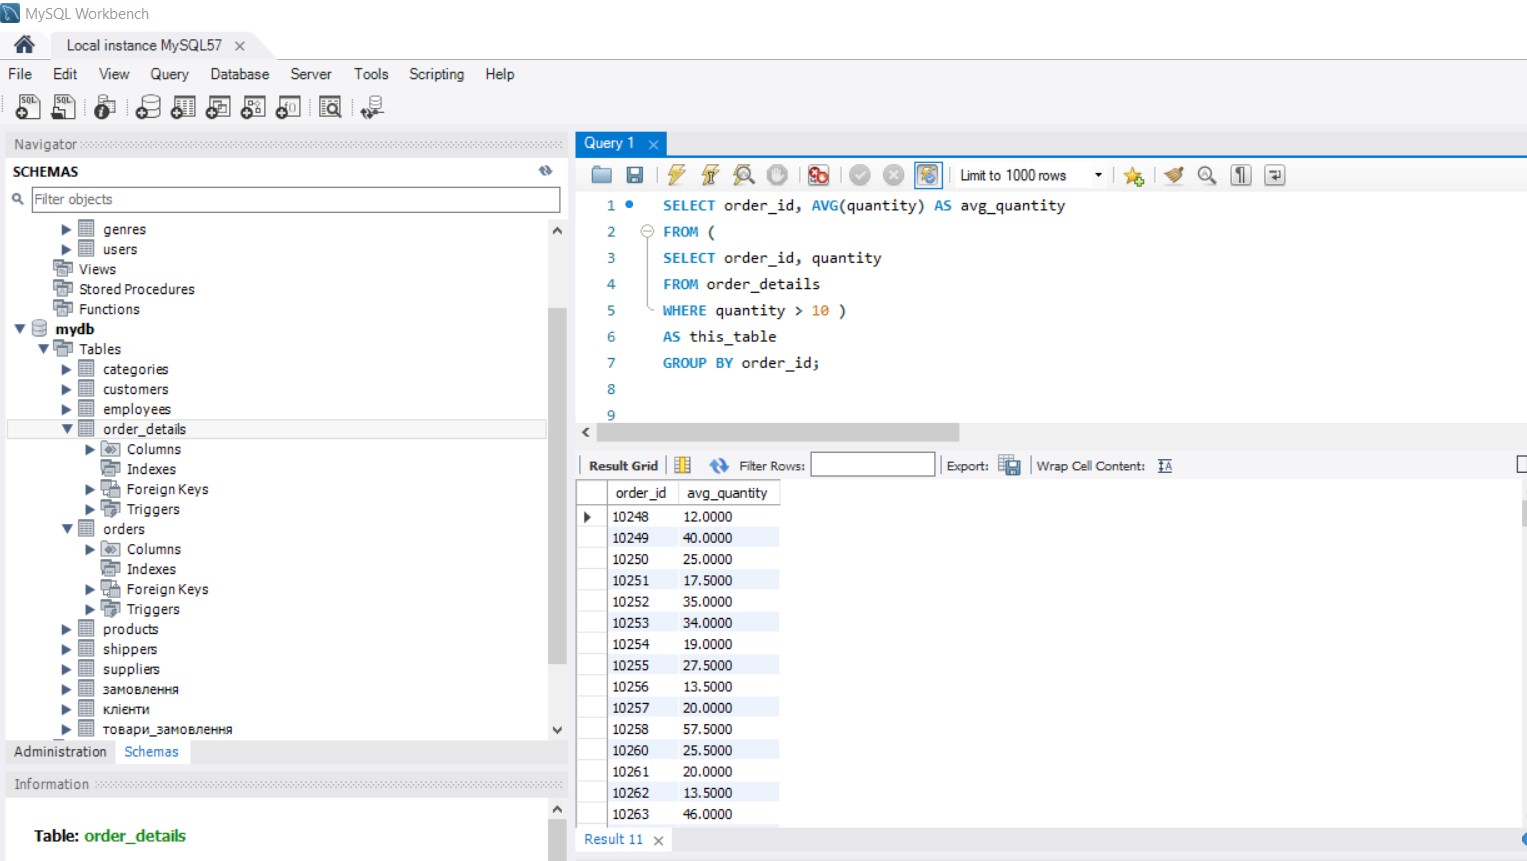 MySQL Workbench
Local instance MySQL57
File Edit View Query Database Server Tools Scripting Help
Navigator
SCHEMAS
Filter objects
genres
users
Views
Stored Procedures
Functions
mydb
Tables
categories
customers
employees
order_details
Columns
Indexes
Foreign Keys
Triggers
orders
Columns
Indexes
Foreign Keys
Triggers
products
shippers
suppliers
замовлення
клієнти
товари_замовлення
Administration Schemas
Information
Table: order_details
Query 1
Limit to 1000 rows
1 SELECT order_id, AVG(quantity) AS avg_quantity
2 FROM (
3 SELECT order_id, quantity
4 FROM order_details
5 WHERE quantity > 10 )
6 AS this_table
7 GROUP BY order_id;
8
9
Result Grid Filter Rows: Export: Wrap Cell Content:
order_id avg_quantity
10248 12.0000
10249 40.0000
10250 25.0000
10251 17.5000
10252 35.0000
10253 34.0000
10254 19.0000
10255 27.5000
10256 13.5000
10257 20.0000
10258 57.5000
10260 25.5000
10261 20.0000
10262 13.5000
10263 46.0000
Result 11